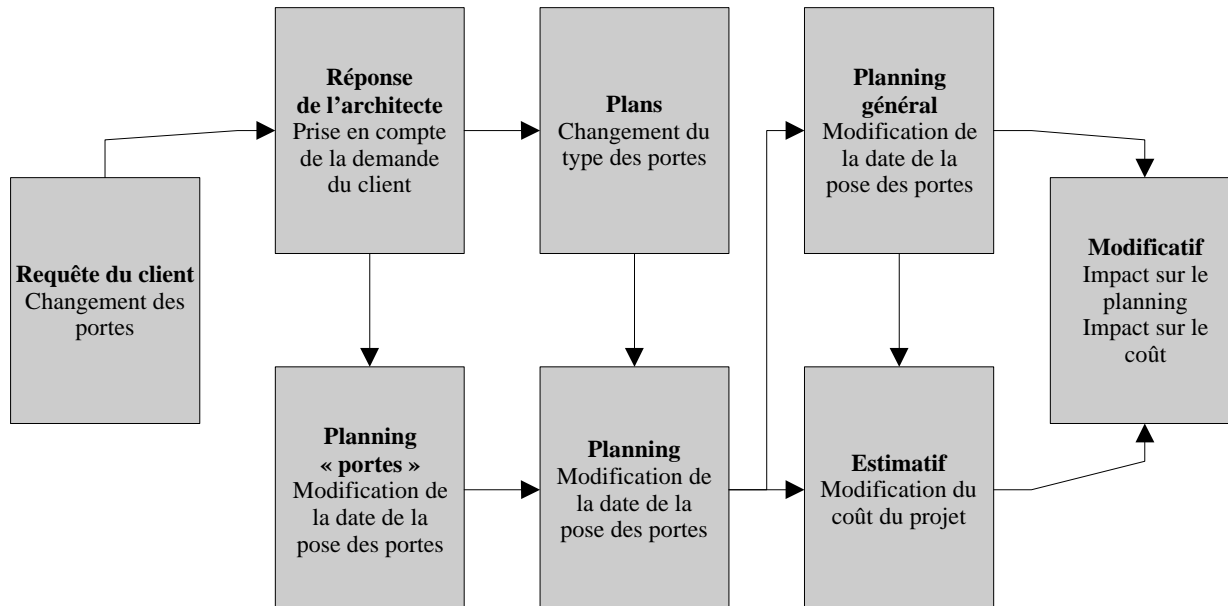 Requête du client
Changement des
portes
Réponse
de l’architecte
Prise en compte
de la demande
du client
Plans
Changement du
type des portes
Planning
général
Modification de
la date de la
pose des portes
Modificatif
Impact sur le
planning
Impact sur le
coût
Planning
« portes »
Modification de
la date de la
pose des portes
Planning
Modification de
la date de la
pose des portes
Estimatif
Modification du
coût du projet